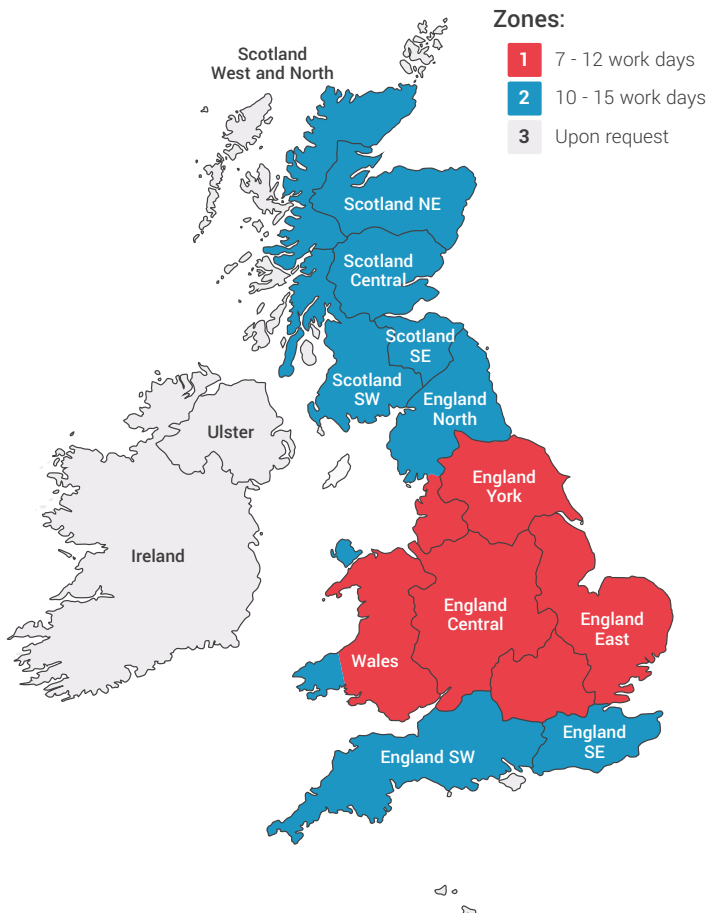 Zones:
1 7 - 12 work days
2 10 - 15 work days
3 Upon request
Scotland
West and North
Scotland NE
Scotland
Central
Scotland
SE
Scotland
SW
England
North
Ulster
England
York
Ireland
England
Central
England
East
Wales
England
SE
England SW